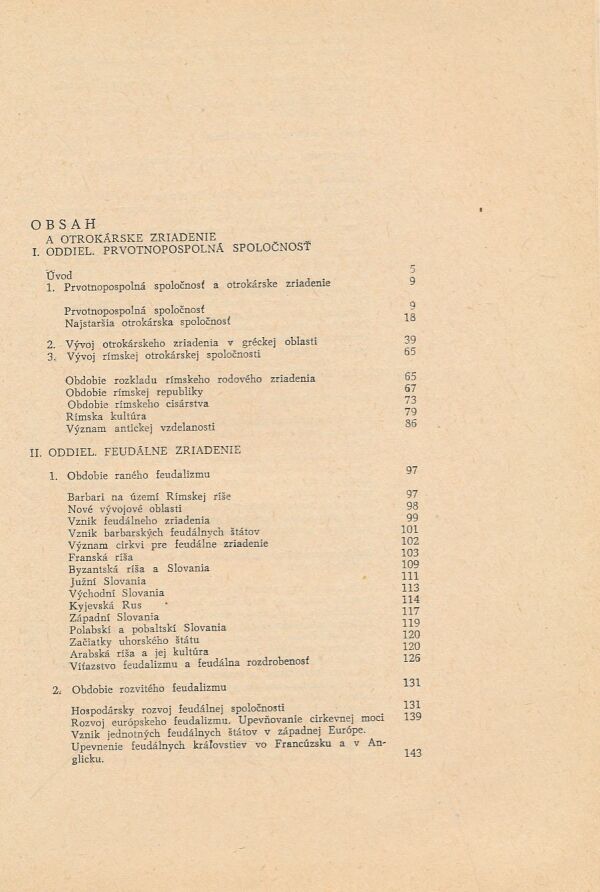 OBSAH
A OTROKÁRSKE ZRIADENIE
I. ODDIEL. PRVOTNOPOSPOLNÁ SPOLOČNOSŤ
Úvod 5
1. Prvotnopospolná spoločnosť a otrokárske zriadenie 9
Prvotnopospolná spoločnosť 9
Najstaršia otrokárska spoločnosť 18
2. Vývoj otrokárskeho zriadenia v gréckej oblasti 39
3. Vývoj rímskej otrokárskej spoločnosti 65
Obdobie rozkladu rímskeho rodového zriadenia 65
Obdobie rímskej republiky 67
Obdobie rímskeho cisárstva 73
Rímska kultúra 79
Význam antickej vzdelanosti 86
II. ODDIEL. FEUDÁLNE ZRIADENIE
1. Obdobie raného feudalizmu 97
Barbari na území Rímskej ríše 97
Nové vývojové oblasti 98
Vznik feudálneho zriadenia 99
Vznik barbarských feudálnych štátov 101
Význam cirkvi pre feudálne zriadenie 102
Franská ríša 103
Byzantská ríša a Slovania 109
Južní Slovania 111
Východní Slovania 113
Kyjevská Rus 114
Západní Slovania 117
Polabskí a pobaltskí Slovania 119
Začiatky uhorského štátu 120
Arabská ríša a jej kultúra 120
Víťazstvo feudalizmu a feudálna rozdrobenosť 126
2. Obdobie rozvitého feudalizmu 131
Hospodársky rozvoj feudálnej spoločnosti 131
Rozvoj európskeho feudalizmu. Upevňovanie cirkevnej moci 139
Vznik jednotných feudálnych štátov v západnej Európe.
Upevnenie feudálnych kráľovstiev vo Francúzsku a v An-
glicku. 143